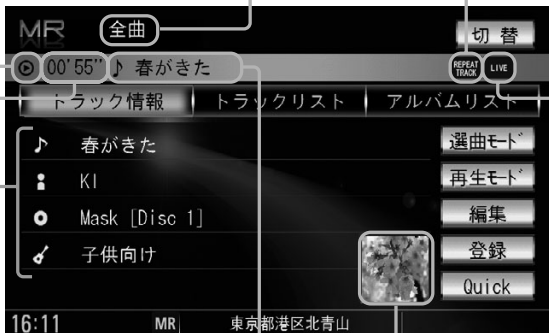 MR 全曲 切替
00'55" ♪ 春がきた REPEAT TRACK LIVE
トラック情報 トラックリスト アルバムリスト
春がきた
KI
Mask [Disc 1]
子供向け
選曲モード
再生モード
編集
登録
Quick
16:11 MR 東京都港区北青山